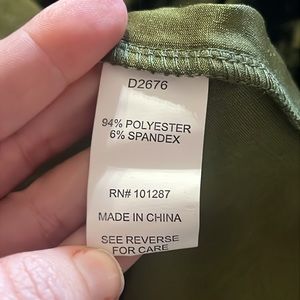 D2676
94% POLYESTER
6% SPANDEX
RN# 101287
MADE IN CHINA
SEE REVERSE
FOR CARE